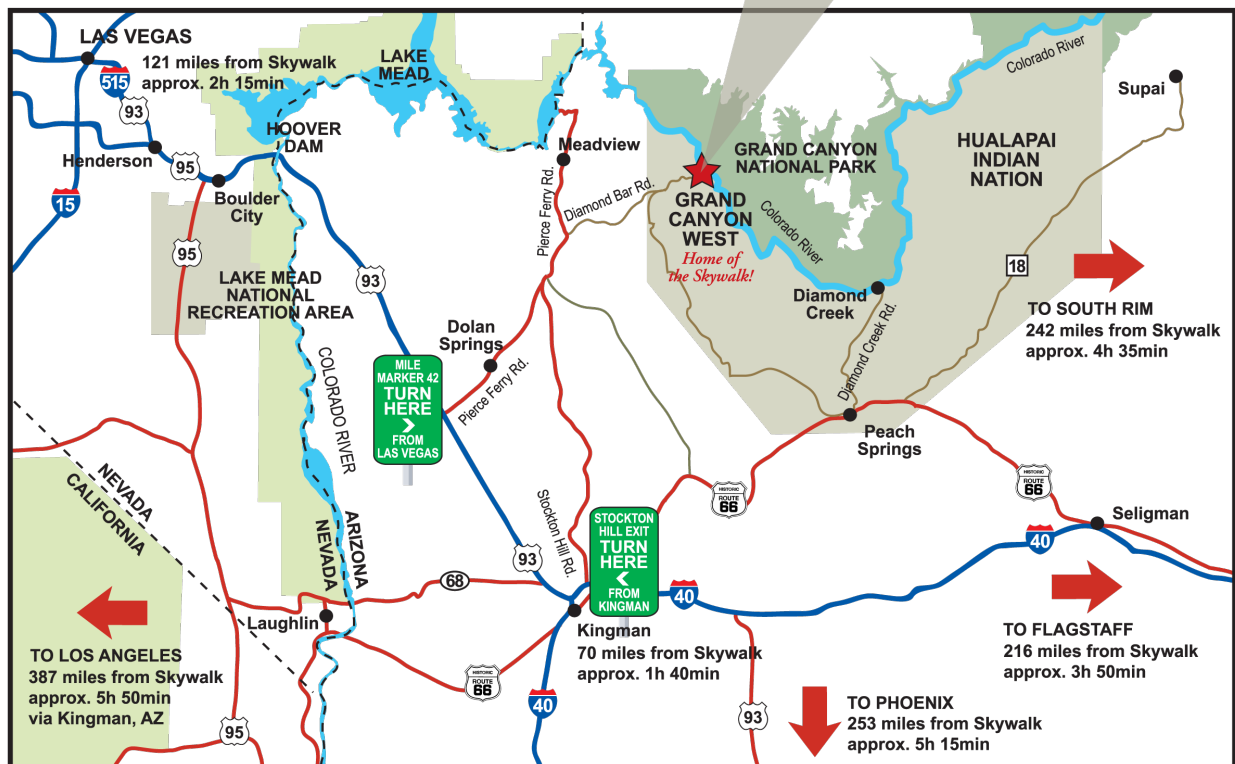 LAS VEGAS
121 miles from Skywalk
approx. 2h 15min
515
93
95
Henderson
15
Boulder
City
HOOVER
DAM
LAKE
MEAD
95
LAKE MEAD
NATIONAL
RECREATION AREA
93
COLORADO RIVER
Meadview
Pierce Ferry Rd.
Diamond Bar Rd.
Dolan
Springs
Pierce Ferry Rd.
MILE
MARKER 42
TURN
HERE
>
FROM
LAS VEGAS
GRAND CANYON
NATIONAL PARK
GRAND
CANYON
WEST
Home of
the Skywalk!
Colorado River
Colorado River
Supai
HUALAPAI
INDIAN
NATION
18
Diamond
Creek
Diamond Creek Rd.
TO SOUTH RIM
242 miles from Skywalk
approx. 4h 35min
Peach
Springs
HISTORIC
ROUTE
66
HISTORIC
ROUTE
66
Seligman
40
NEVADA
CALIFORNIA
ARIZONA
NEVADA
Stockton Hill Rd.
STOCKTON
HILL EXIT
TURN
HERE
<
FROM
KINGMAN
93
68
40
Laughlin
Kingman
70 miles from Skywalk
approx. 1h 40min
HISTORIC
ROUTE
66
40
95
93
TO LOS ANGELES
387 miles from Skywalk
approx. 5h 50min
via Kingman, AZ
TO FLAGSTAFF
216 miles from Skywalk
approx. 3h 50min
TO PHOENIX
253 miles from Skywalk
approx. 5h 15min